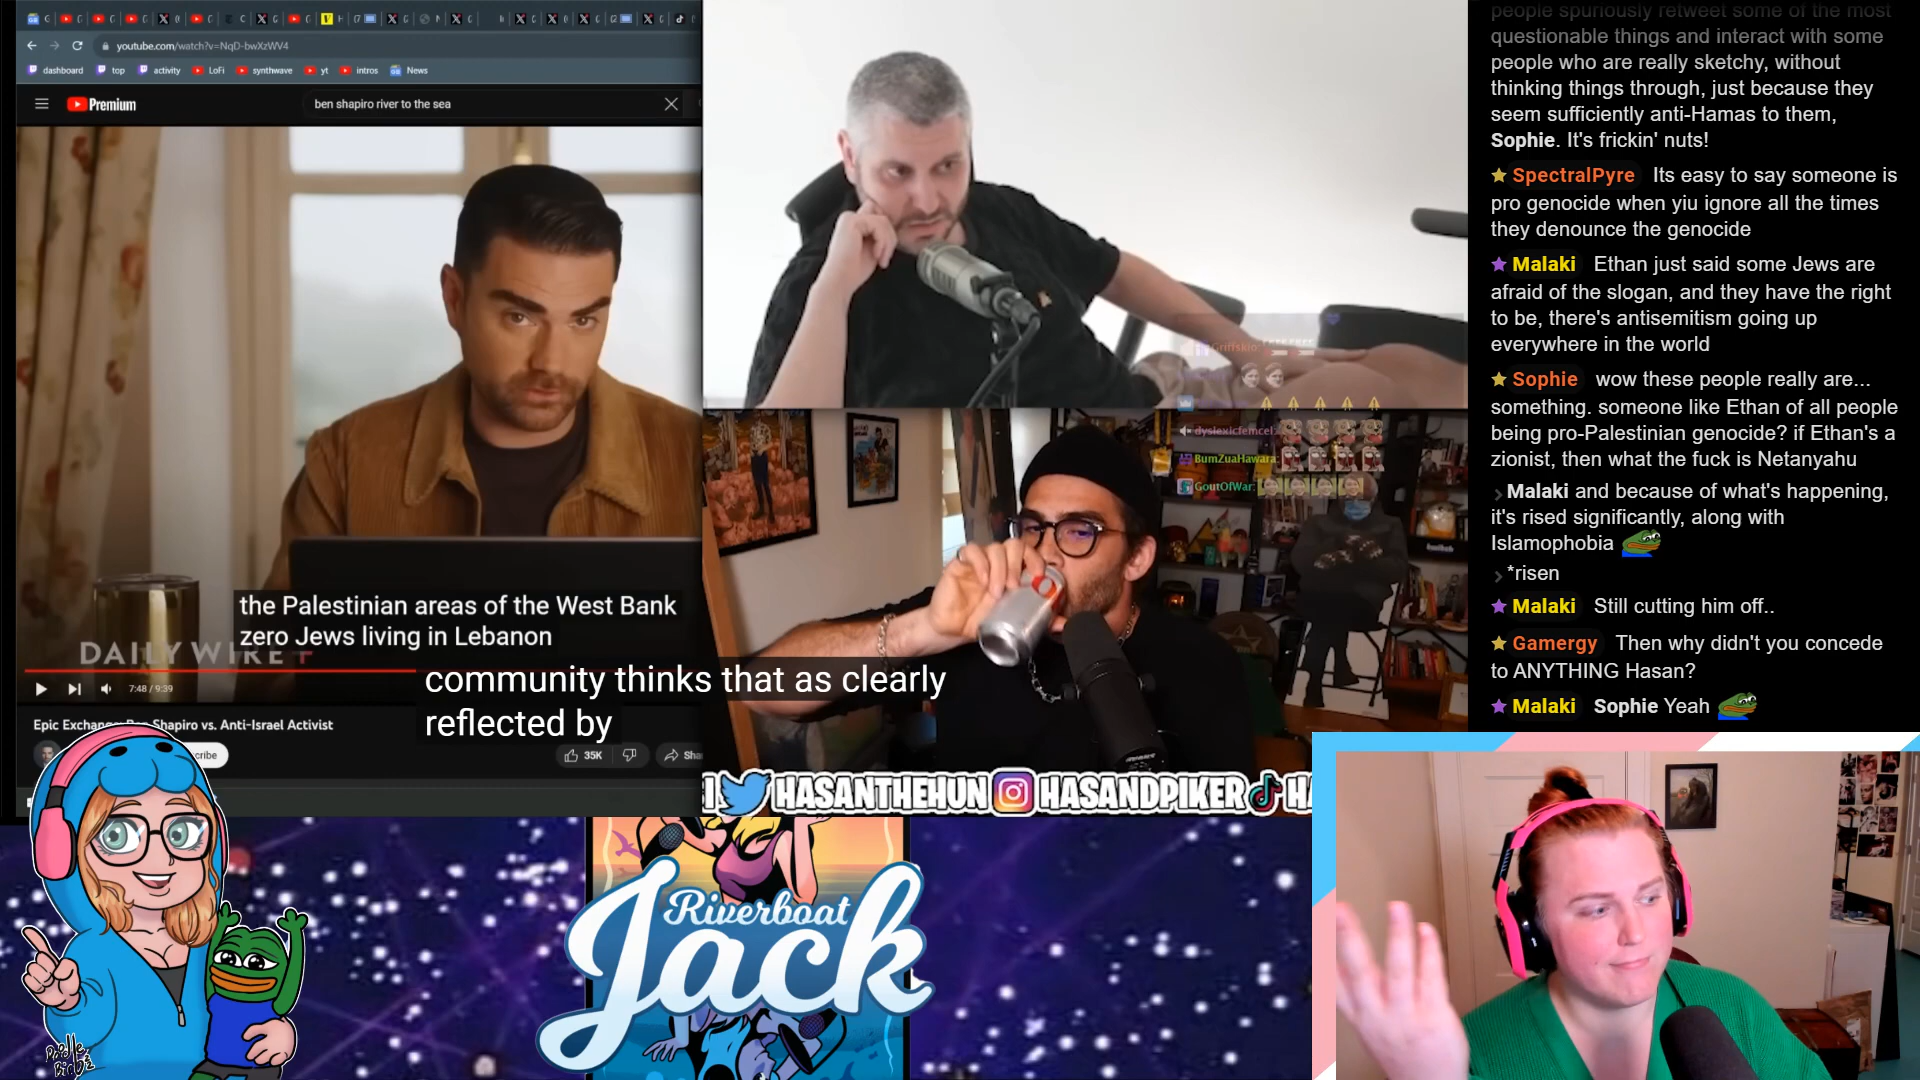 youtube.com/watch?v=NqD-bwXzWV4
dashboard top activity LoFi synthwave yt intros News
Premium
ben shapiro river to the sea
the Palestinian areas of the West Bank
zero Jews living in Lebanon
DAILY WIRE +
7:48 / 9:39
community thinks that as clearly
reflected by
Epic Exchange: Ben Shapiro vs. Anti-Israel Activist
35K
Sha
Griffskio:
dyslexicfemcel:
BumZuaHawara:
GoutOfWar:
HASANTHEHUN HASANDPIKER HA
Riverboat
Jack
people spuriously retweet some of the most
questionable things and interact with some
people who are really sketchy, without
thinking things through, just because they
seem sufficiently anti-Hamas to them,
Sophie. It's frickin' nuts!
SpectralPyre Its easy to say someone is
pro genocide when yiu ignore all the times
they denounce the genocide
Malaki Ethan just said some Jews are
afraid of the slogan, and they have the right
to be, there's antisemitism going up
everywhere in the world
Sophie wow these people really are...
something. someone like Ethan of all people
being pro-Palestinian genocide? if Ethan's a
zionist, then what the fuck is Netanyahu
Malaki and because of what's happening,
it's rised significantly, along with
Islamophobia
*risen
Malaki Still cutting him off..
Gamergy Then why didn't you concede
to ANYTHING Hasan?
Malaki Sophie Yeah